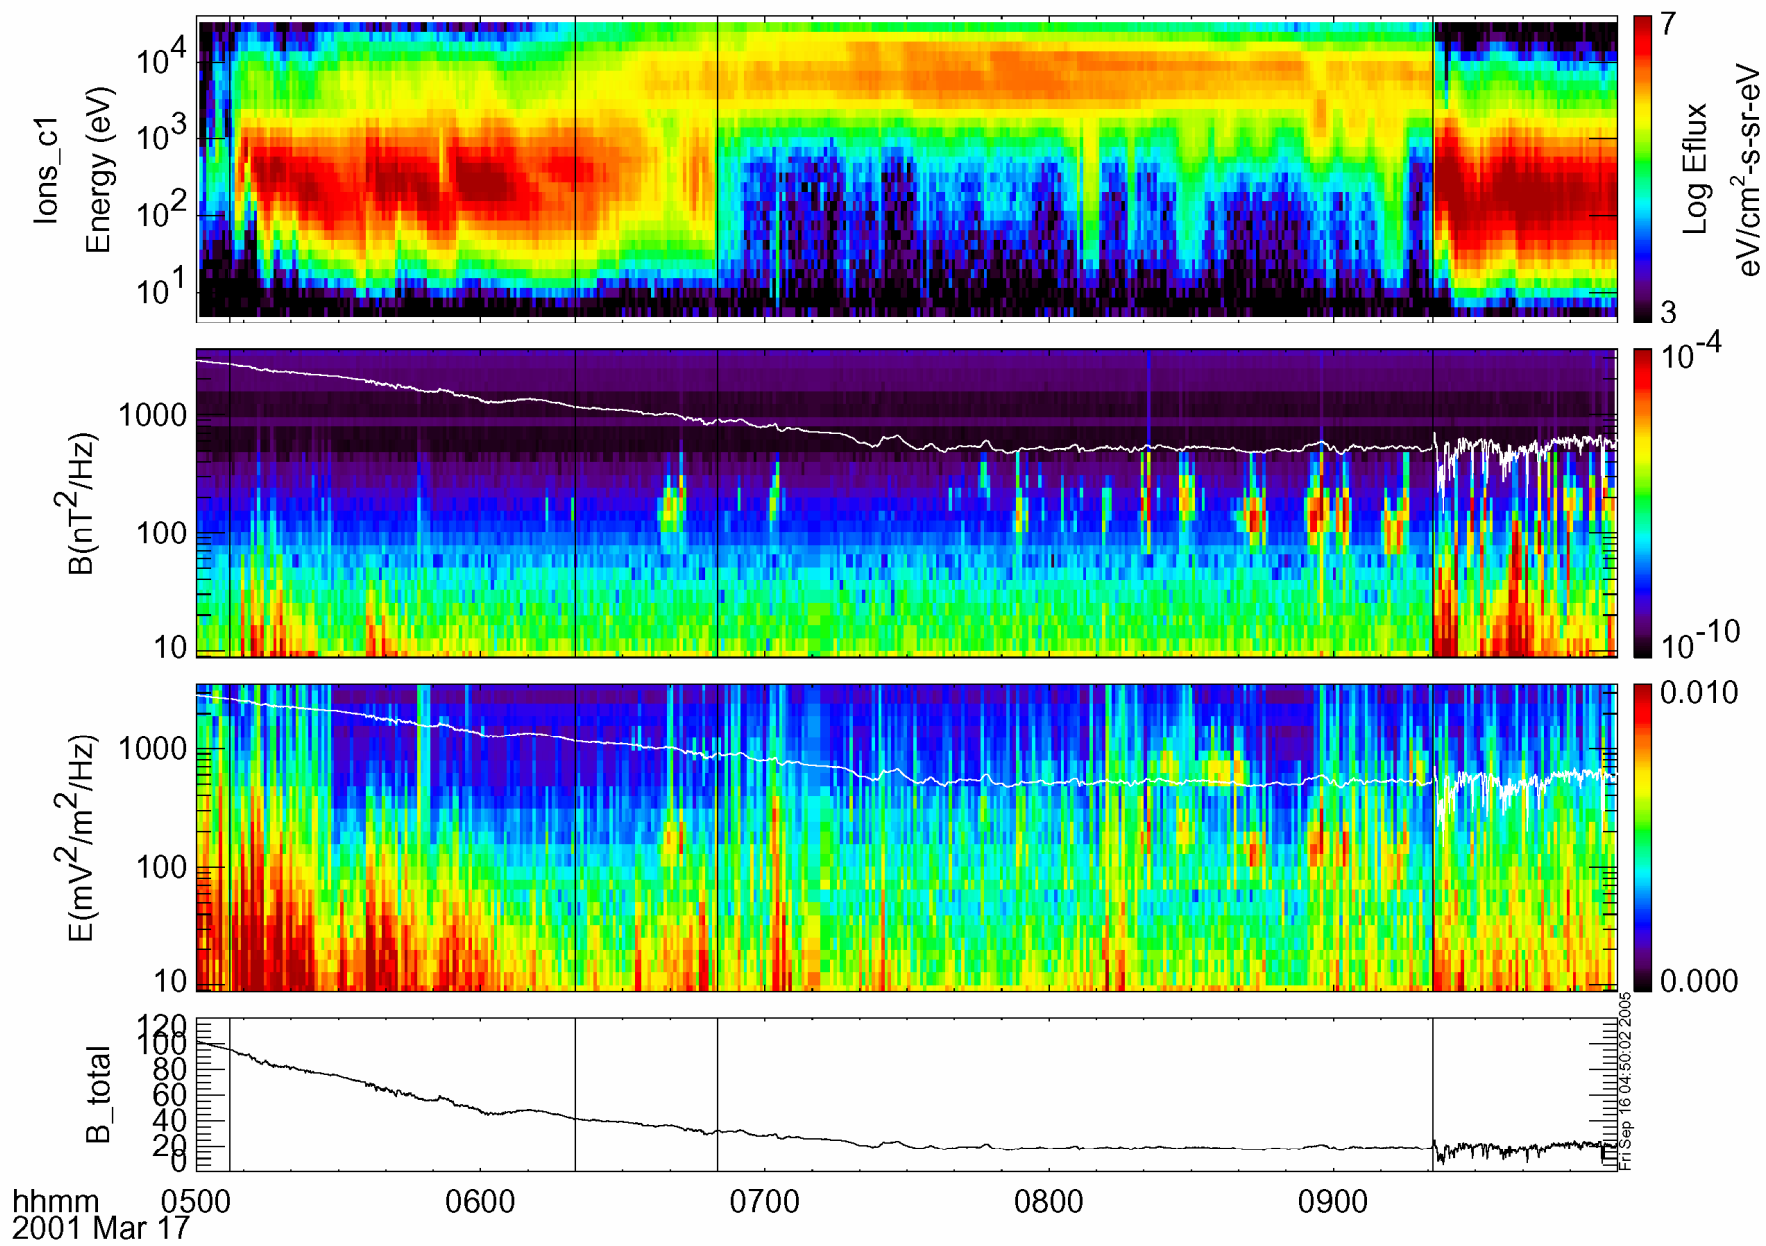 Ions_c1
Energy (eV)
10^4
10^3
10^2
10^1
7
3
Log Eflux
eV/cm^2-s-sr-eV
B(nT^2/Hz)
1000
100
10
10^-4
10^-10
E(mV^2/m^2/Hz)
1000
100
10
0.010
0.000
B_total
120
100
80
60
40
20
0
Fri Sep 16 04:50:02 2005
hhmm 0500 0600 0700 0800 0900
2001 Mar 17